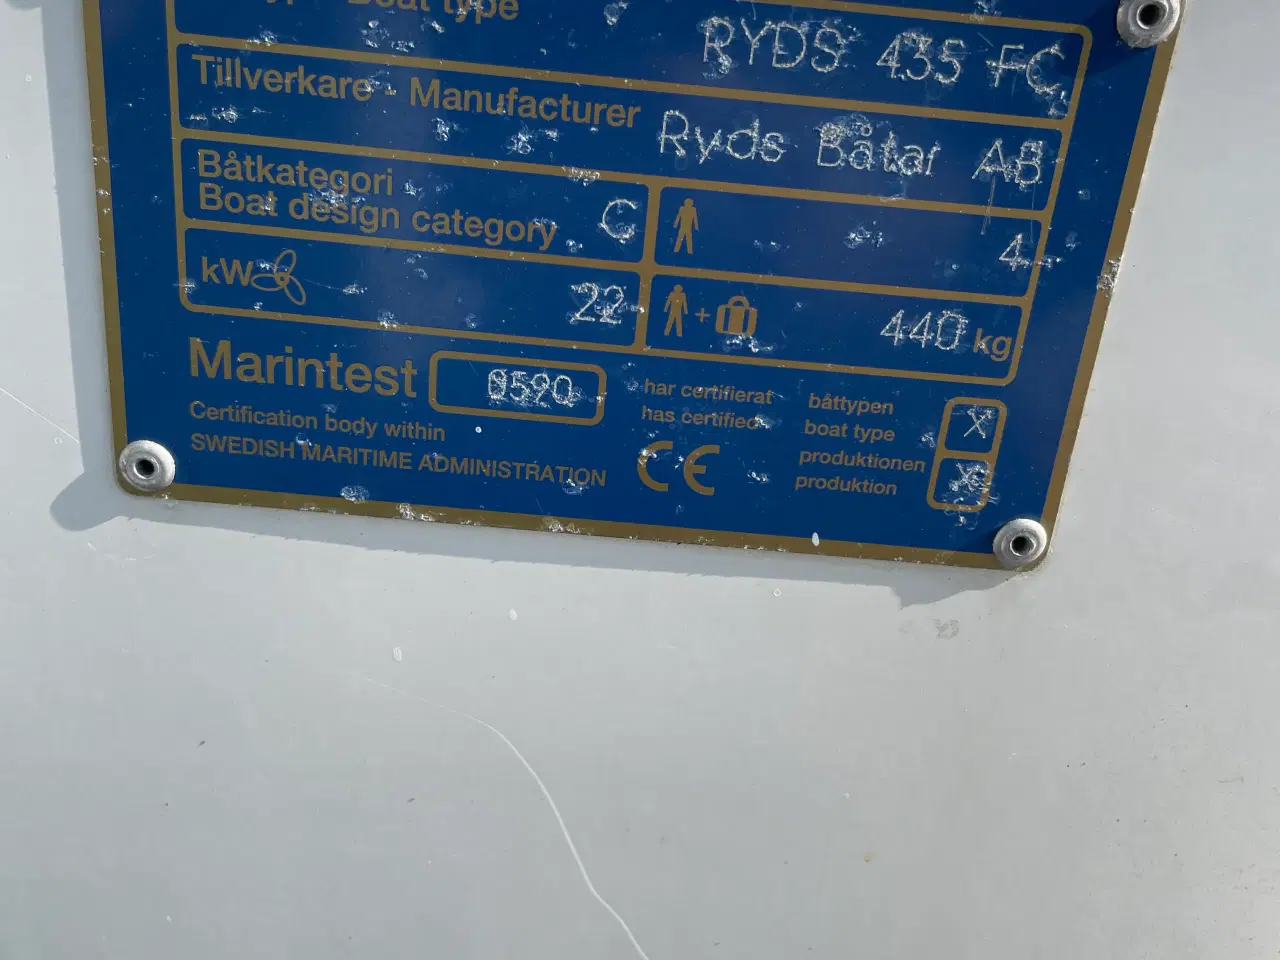 Boat type RYDS 435 FC
Tillverkare - Manufacturer Ryds Båtar AB
Båtkategori
Boat design category C
4
kW 22
+ 440 kg
Marintest 0590
har certifierat båttypen X
has certified boat type
Certification body within
SWEDISH MARITIME ADMINISTRATION
CE
produktionen X
produktion